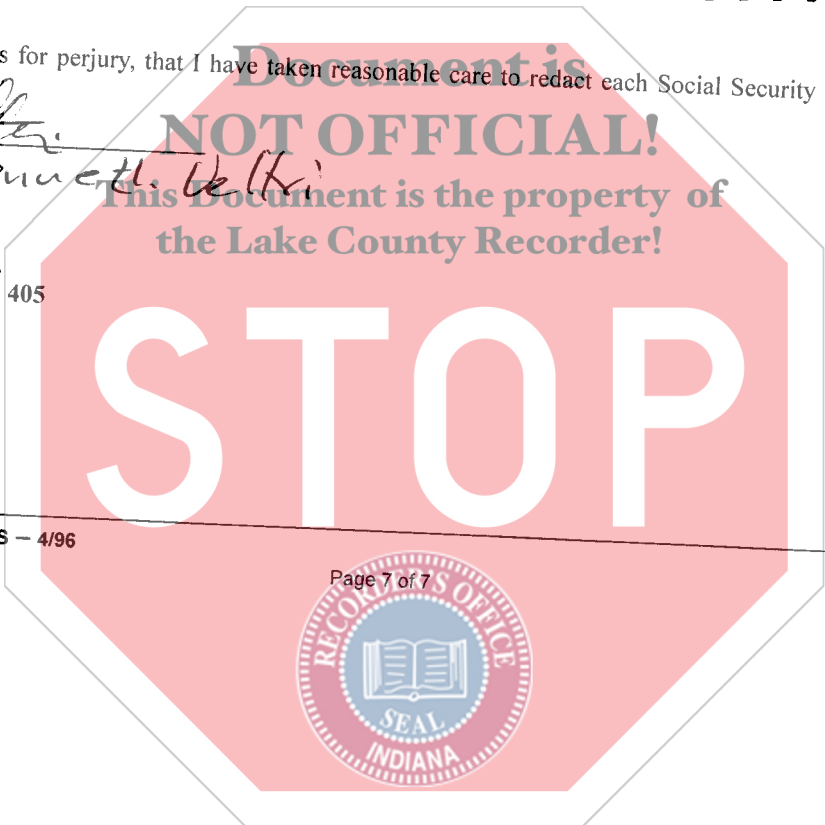 Document is
s for perjury, that I have taken reasonable care to redact each Social Security
NOT OFFICIAL!
This Document is the property of
the Lake County Recorder!
405
STOP
S – 4/96
Page 7 of 7
RECORDER'S OFFICE
SEAL
INDIANA